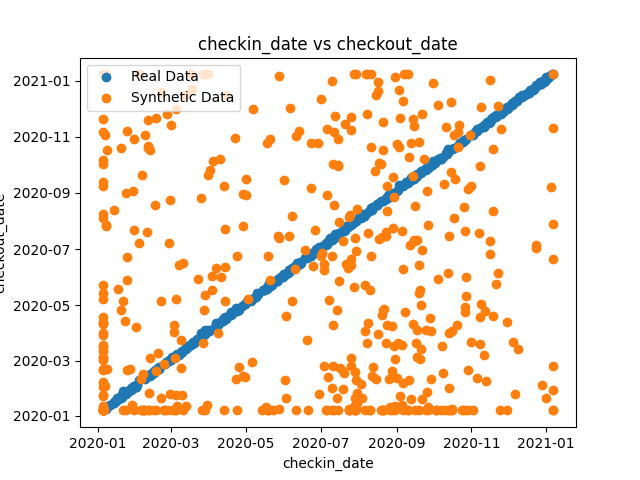 checkin_date vs checkout_date
Real Data
Synthetic Data
2021-01
2020-11
2020-09
2020-07
2020-05
2020-03
2020-01
checkout_date
2020-01 2020-03 2020-05 2020-07 2020-09 2020-11 2021-01
checkin_date